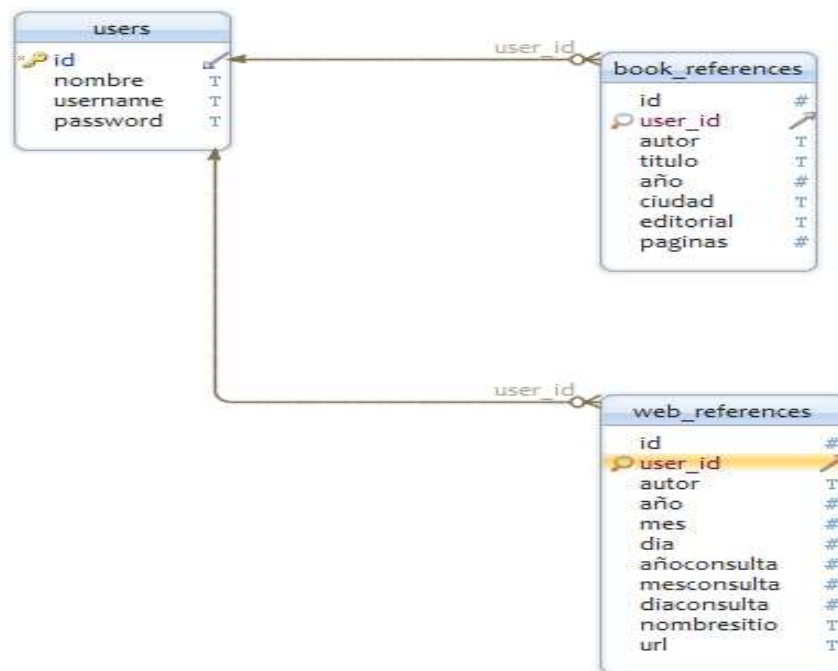 users
id
nombre T
username T
password T
user_id
book_references
id #
user_id
autor T
titulo T
año #
ciudad T
editorial T
paginas #
user_id
web_references
id #
user_id
autor T
año #
mes #
dia #
añoconsulta #
mesconsulta #
diaconsulta #
nombresitio T
url T